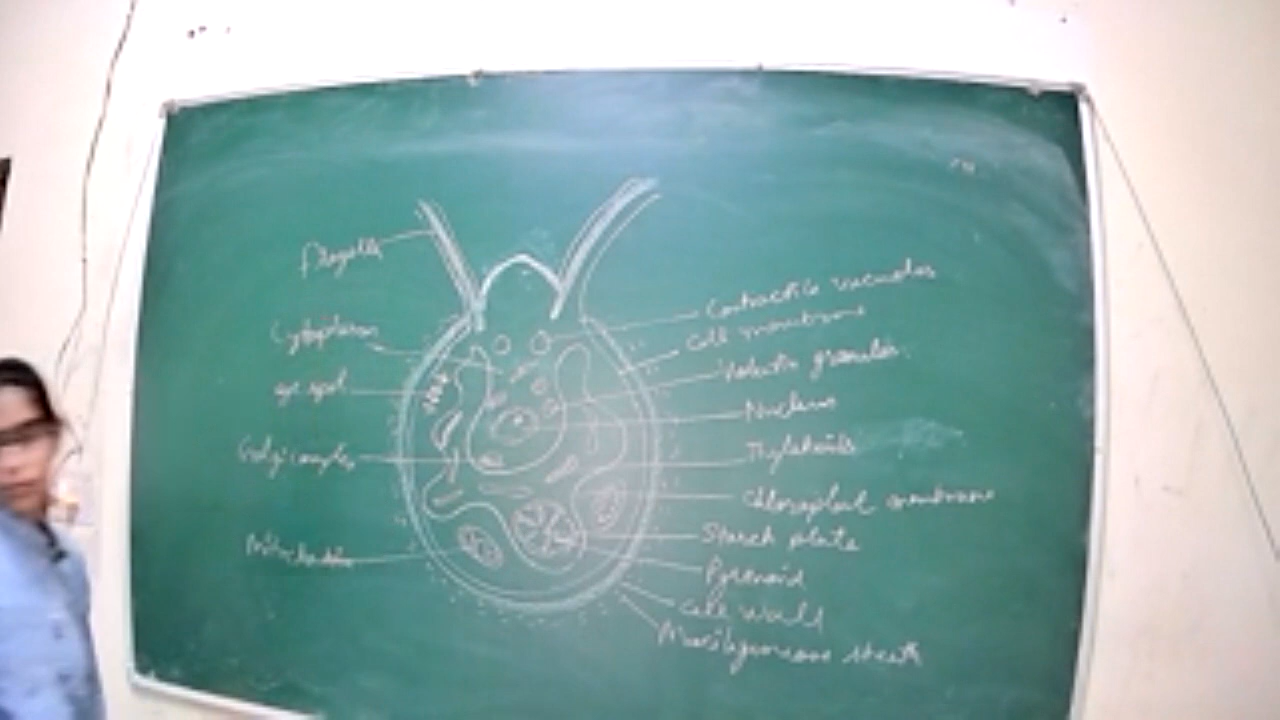 Flagella
Cytoplasm
eye spot
Golgi complex
Mitochondria
Contractile vacuoles
Cell membrane
Volutin granules
Nucleus
Thylakoids
Chloroplast membrane
Starch plate
Pyrenoid
Cell wall
Mucilagenous sheath